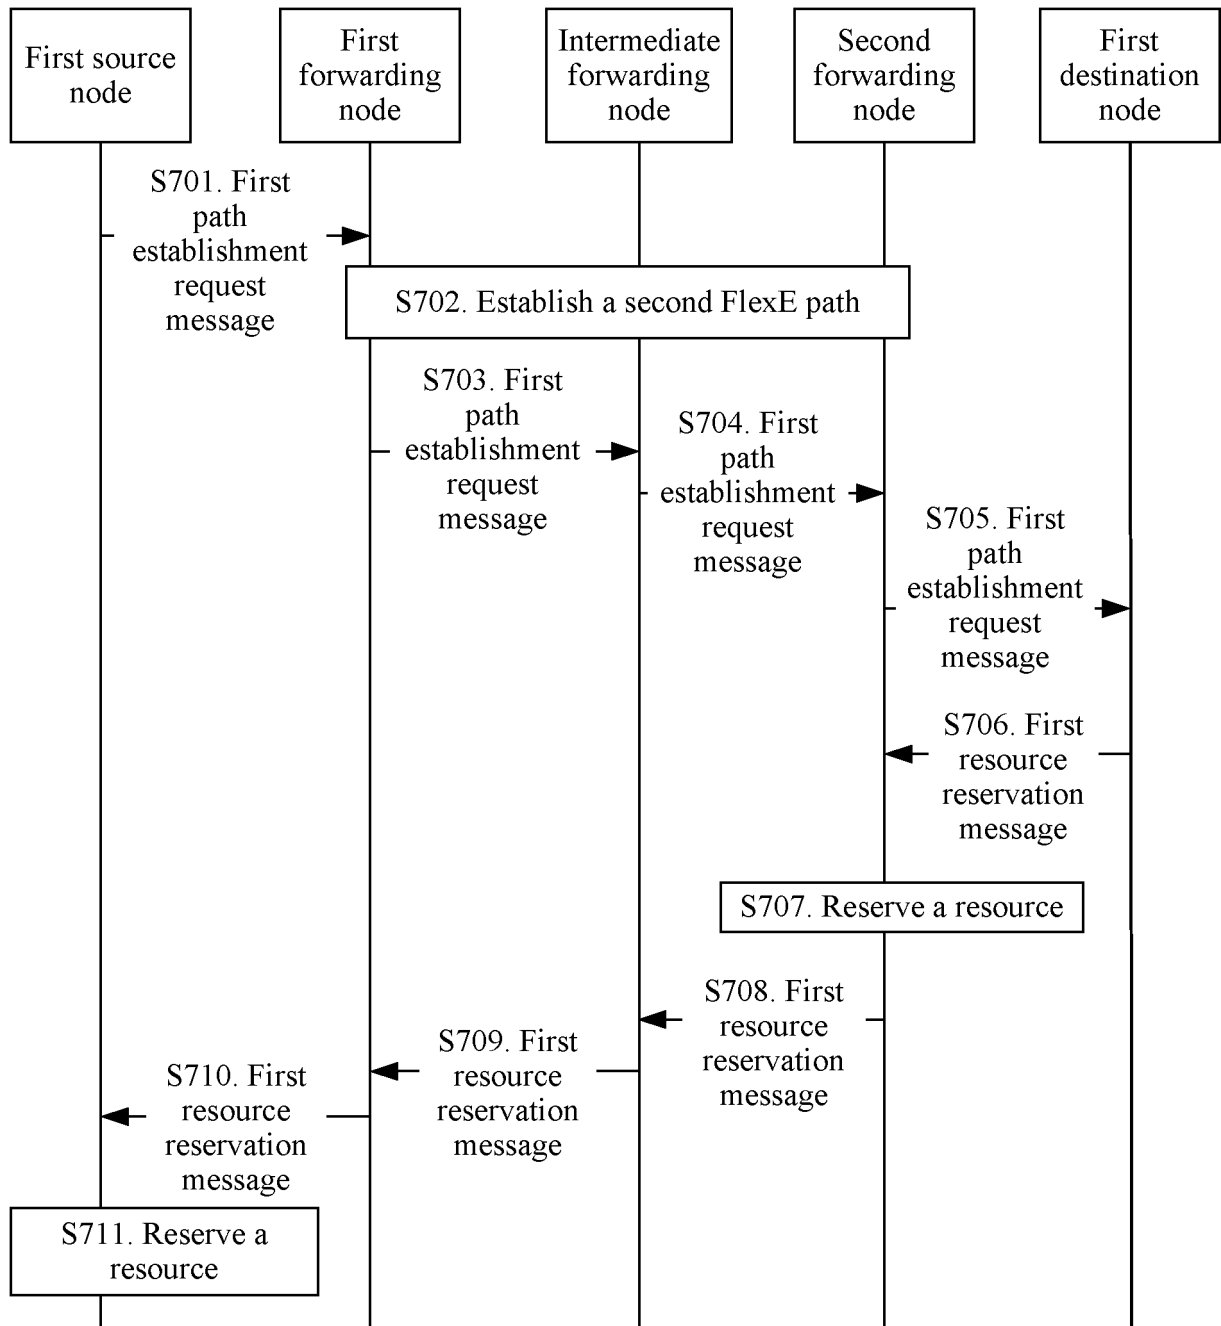 First source
node
First
forwarding
node
Intermediate
forwarding
node
Second
forwarding
node
First
destination
node
S701. First
path
establishment
request
message
S702. Establish a second FlexE path
S703. First
path
establishment
request
message
S704. First
path
establishment
request
message
S705. First
path
establishment
request
message
S706. First
resource
reservation
message
S707. Reserve a resource
S708. First
resource
reservation
message
S709. First
resource
reservation
message
S710. First
resource
reservation
message
S711. Reserve a
resource